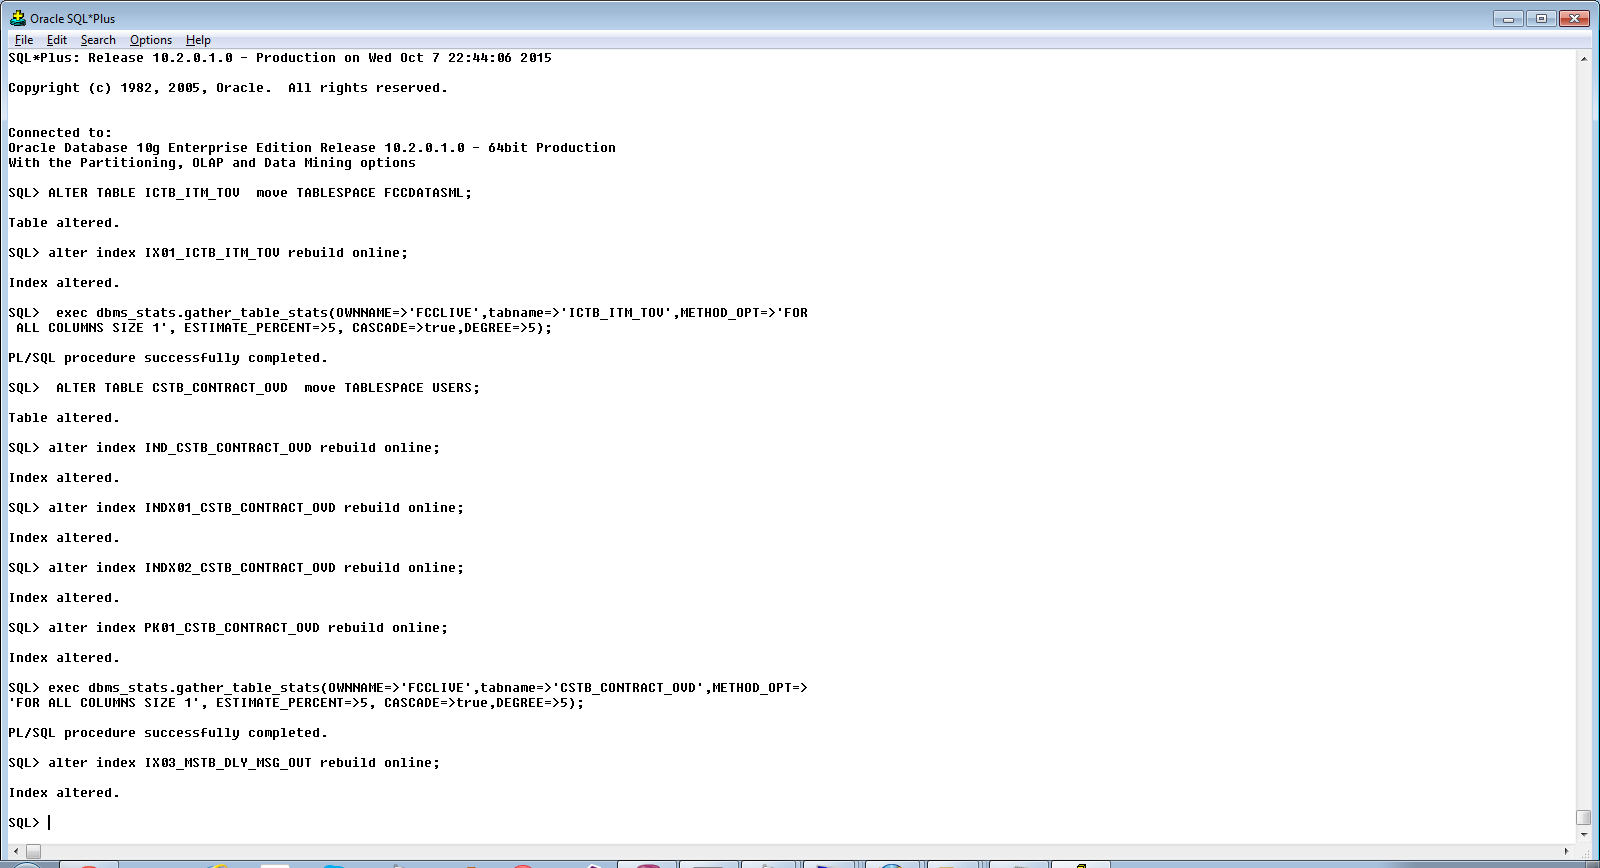 Oracle SQL*Plus
File Edit Search Options Help
SQL*Plus: Release 10.2.0.1.0 - Production on Wed Oct 7 22:44:06 2015
Copyright (c) 1982, 2005, Oracle.  All rights reserved.
Connected to:
Oracle Database 10g Enterprise Edition Release 10.2.0.1.0 - 64bit Production
With the Partitioning, OLAP and Data Mining options
SQL> ALTER TABLE ICTB_ITM_TOV  move TABLESPACE FCCDATASML;
Table altered.
SQL> alter index IX01_ICTB_ITM_TOV rebuild online;
Index altered.
SQL>  exec dbms_stats.gather_table_stats(OWNNAME=>'FCCLIVE',tabname=>'ICTB_ITM_TOV',METHOD_OPT=>'FOR
ALL COLUMNS SIZE 1', ESTIMATE_PERCENT=>5, CASCADE=>true,DEGREE=>5);
PL/SQL procedure successfully completed.
SQL>  ALTER TABLE CSTB_CONTRACT_OVD  move TABLESPACE USERS;
Table altered.
SQL> alter index IND_CSTB_CONTRACT_OVD rebuild online;
Index altered.
SQL> alter index INDX01_CSTB_CONTRACT_OVD rebuild online;
Index altered.
SQL> alter index INDX02_CSTB_CONTRACT_OVD rebuild online;
Index altered.
SQL> alter index PK01_CSTB_CONTRACT_OVD rebuild online;
Index altered.
SQL> exec dbms_stats.gather_table_stats(OWNNAME=>'FCCLIVE',tabname=>'CSTB_CONTRACT_OVD',METHOD_OPT=>
'FOR ALL COLUMNS SIZE 1', ESTIMATE_PERCENT=>5, CASCADE=>true,DEGREE=>5);
PL/SQL procedure successfully completed.
SQL> alter index IX03_MSTB_DLY_MSG_OUT rebuild online;
Index altered.
SQL>